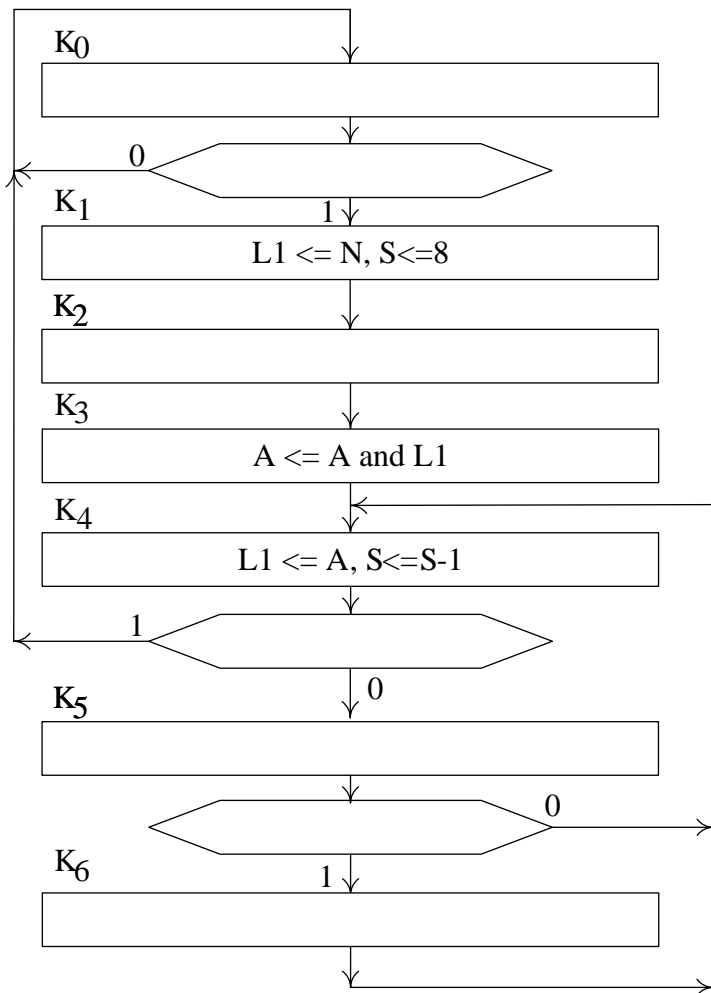 K0
0
K1
1
L1 <= N, S<=8
K2
K3
A <= A and L1
K4
L1 <= A, S<=S-1
1
0
K5
0
K6
1